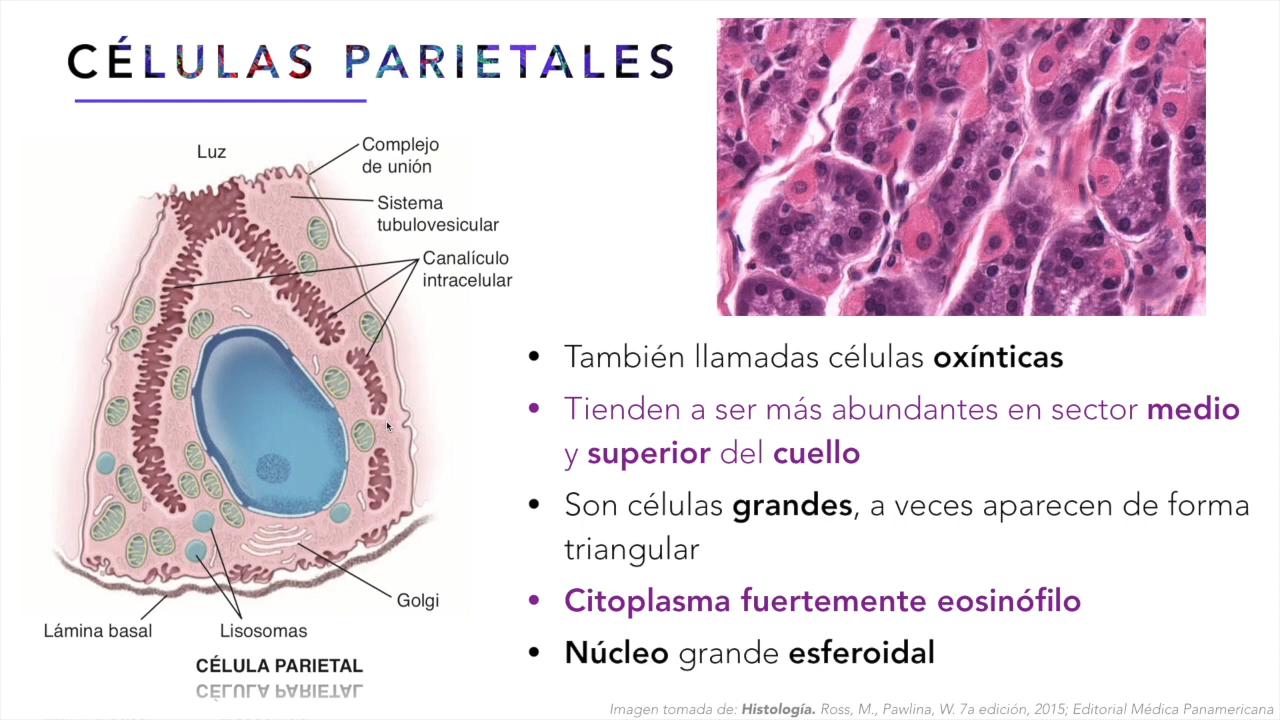 CÉLULAS PARIETALES
Luz
Complejo
de unión
Sistema
tubulovesicular
Canalículo
intracelular
Golgi
Lámina basal
Lisosomas
CÉLULA PARIETAL
• También llamadas células oxínticas
• Tienden a ser más abundantes en sector medio
y superior del cuello
• Son células grandes, a veces aparecen de forma
triangular
• Citoplasma fuertemente eosinófilo
• Núcleo grande esferoidal
Imagen tomada de: Histología. Ross, M., Pawlina, W. 7a edición, 2015; Editorial Médica Panamericana